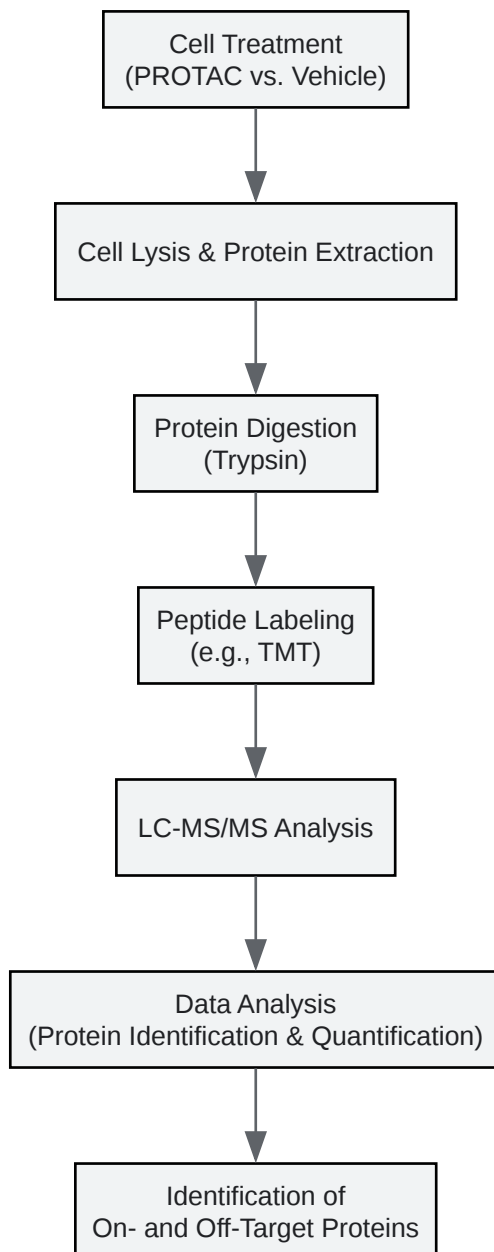 Cell Treatment
(PROTAC vs. Vehicle)
Cell Lysis & Protein Extraction
Protein Digestion
(Trypsin)
Peptide Labeling
(e.g., TMT)
LC-MS/MS Analysis
Data Analysis
(Protein Identification & Quantification)
Identification of
On- and Off-Target Proteins